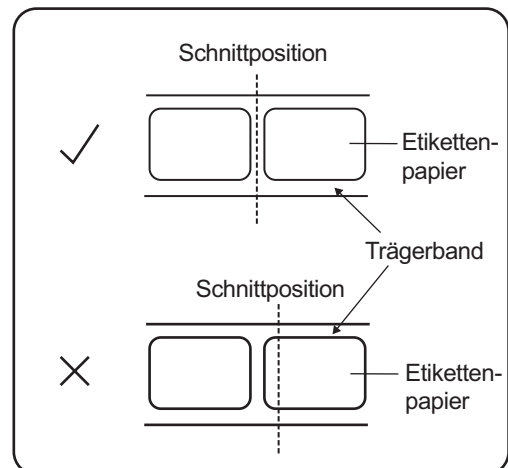 Schnittposition
Etiketten-
papier
Trägerband
Schnittposition
Etiketten-
papier